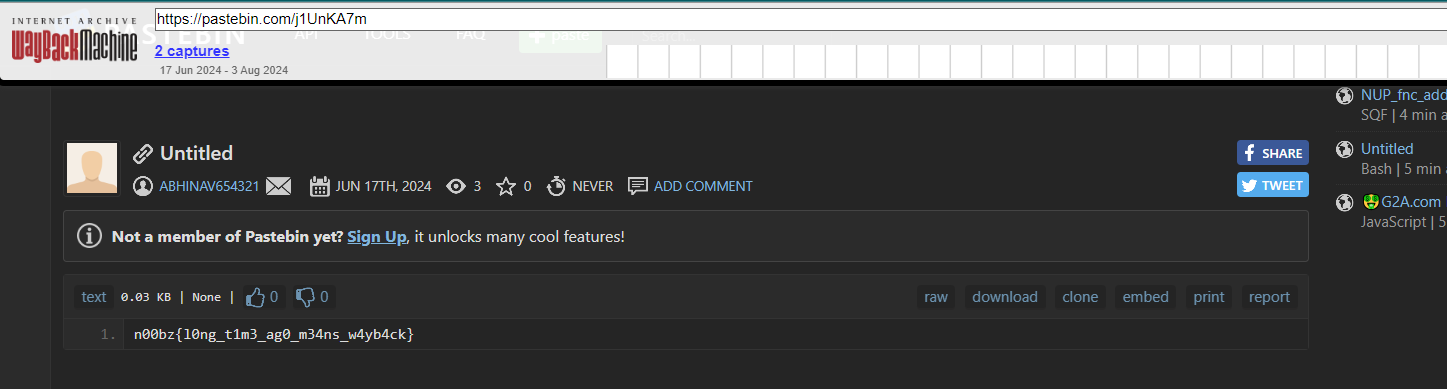 INTERNET ARCHIVE
WayBackMachine
https://pastebin.com/j1UnKA7m
PASTEBIN API TOOLS FAQ + paste Search...
2 captures
17 Jun 2024 - 3 Aug 2024
NUP_fnc_add
SQF | 4 min a
Untitled
SHARE
Untitled
Bash | 5 min a
ABHINAV654321 JUN 17TH, 2024 3 0 NEVER ADD COMMENT
TWEET
G2A.com
JavaScript | 5
Not a member of Pastebin yet? Sign Up, it unlocks many cool features!
text 0.03 KB | None | 0 0 raw download clone embed print report
1. n00bz{l0ng_t1m3_ag0_m34ns_w4yb4ck}